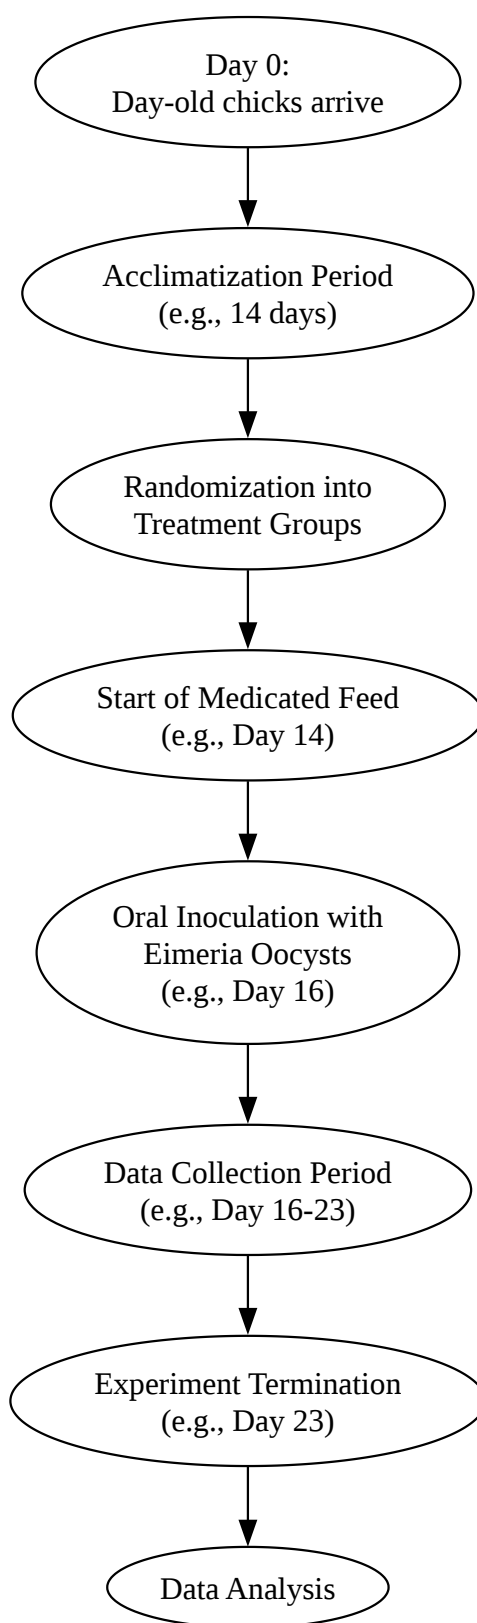 Day 0:
Day-old chicks arrive
Acclimatization Period
(e.g., 14 days)
Randomization into
Treatment Groups
Start of Medicated Feed
(e.g., Day 14)
Oral Inoculation with
Eimeria Oocysts
(e.g., Day 16)
Data Collection Period
(e.g., Day 16-23)
Experiment Termination
(e.g., Day 23)
Data Analysis